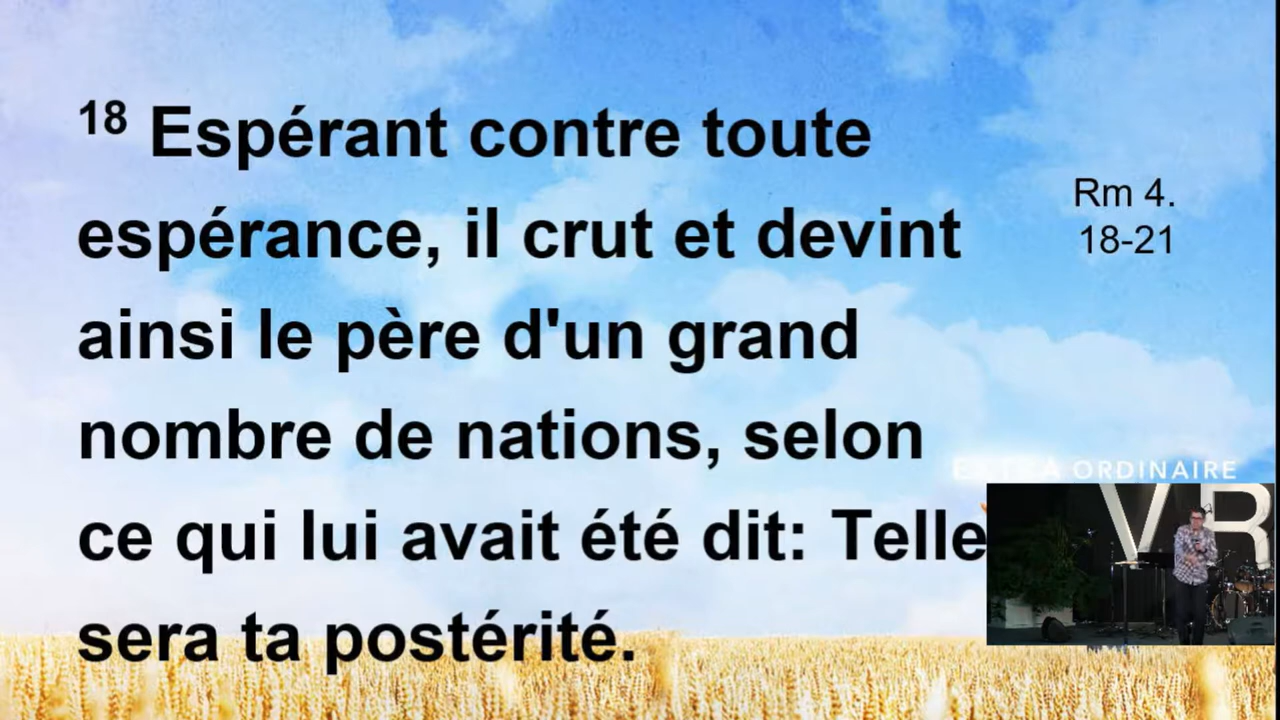 18 Espérant contre toute
espérance, il crut et devint
ainsi le père d'un grand
nombre de nations, selon
ce qui lui avait été dit: Telle
sera ta postérité.
Rm 4.
18-21
ORDINAIRE
VR